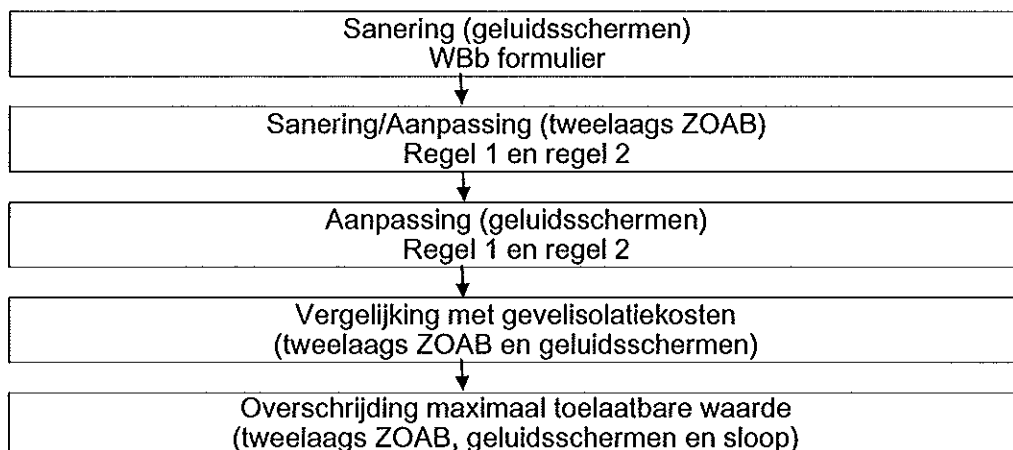 Sanering (geluidsschermen)
WBb formulier
Sanering/Aanpassing (tweelaags ZOAB)
Regel 1 en regel 2
Aanpassing (geluidsschermen)
Regel 1 en regel 2
Vergelijking met gevelisolatiekosten
(tweelaags ZOAB en geluidsschermen)
Overschrijding maximaal toelaatbare waarde
(tweelaags ZOAB, geluidsschermen en sloop)